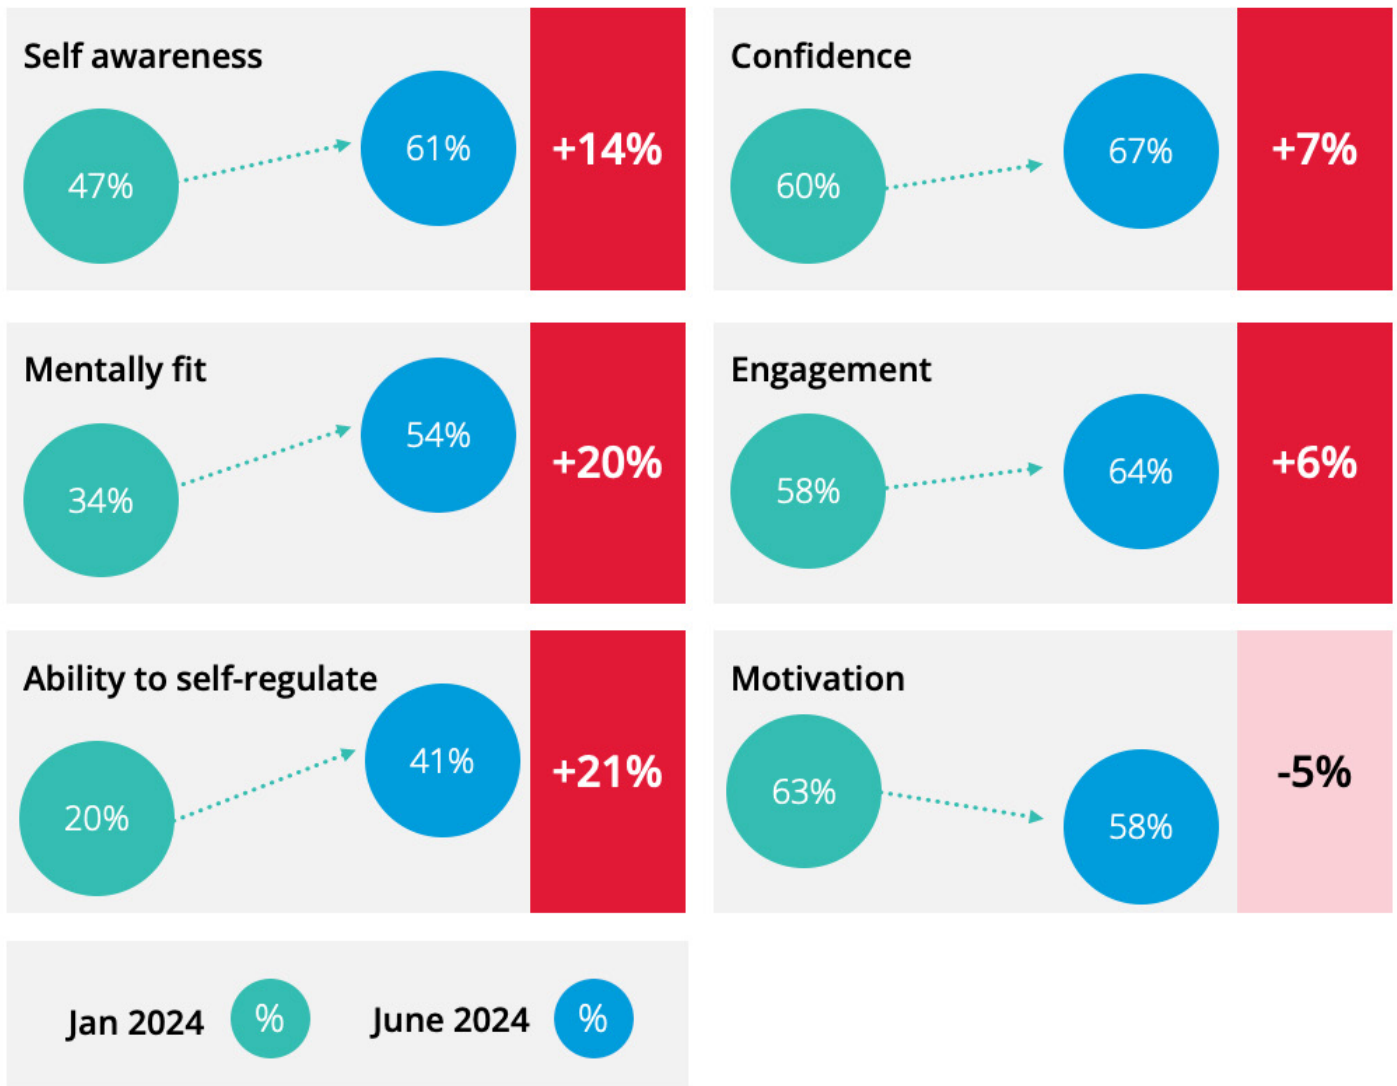 Self awareness
47%
61%
+14%
Confidence
60%
67%
+7%
Mentally fit
34%
54%
+20%
Engagement
58%
64%
+6%
Ability to self-regulate
20%
41%
+21%
Motivation
63%
58%
-5%
Jan 2024 %
June 2024 %